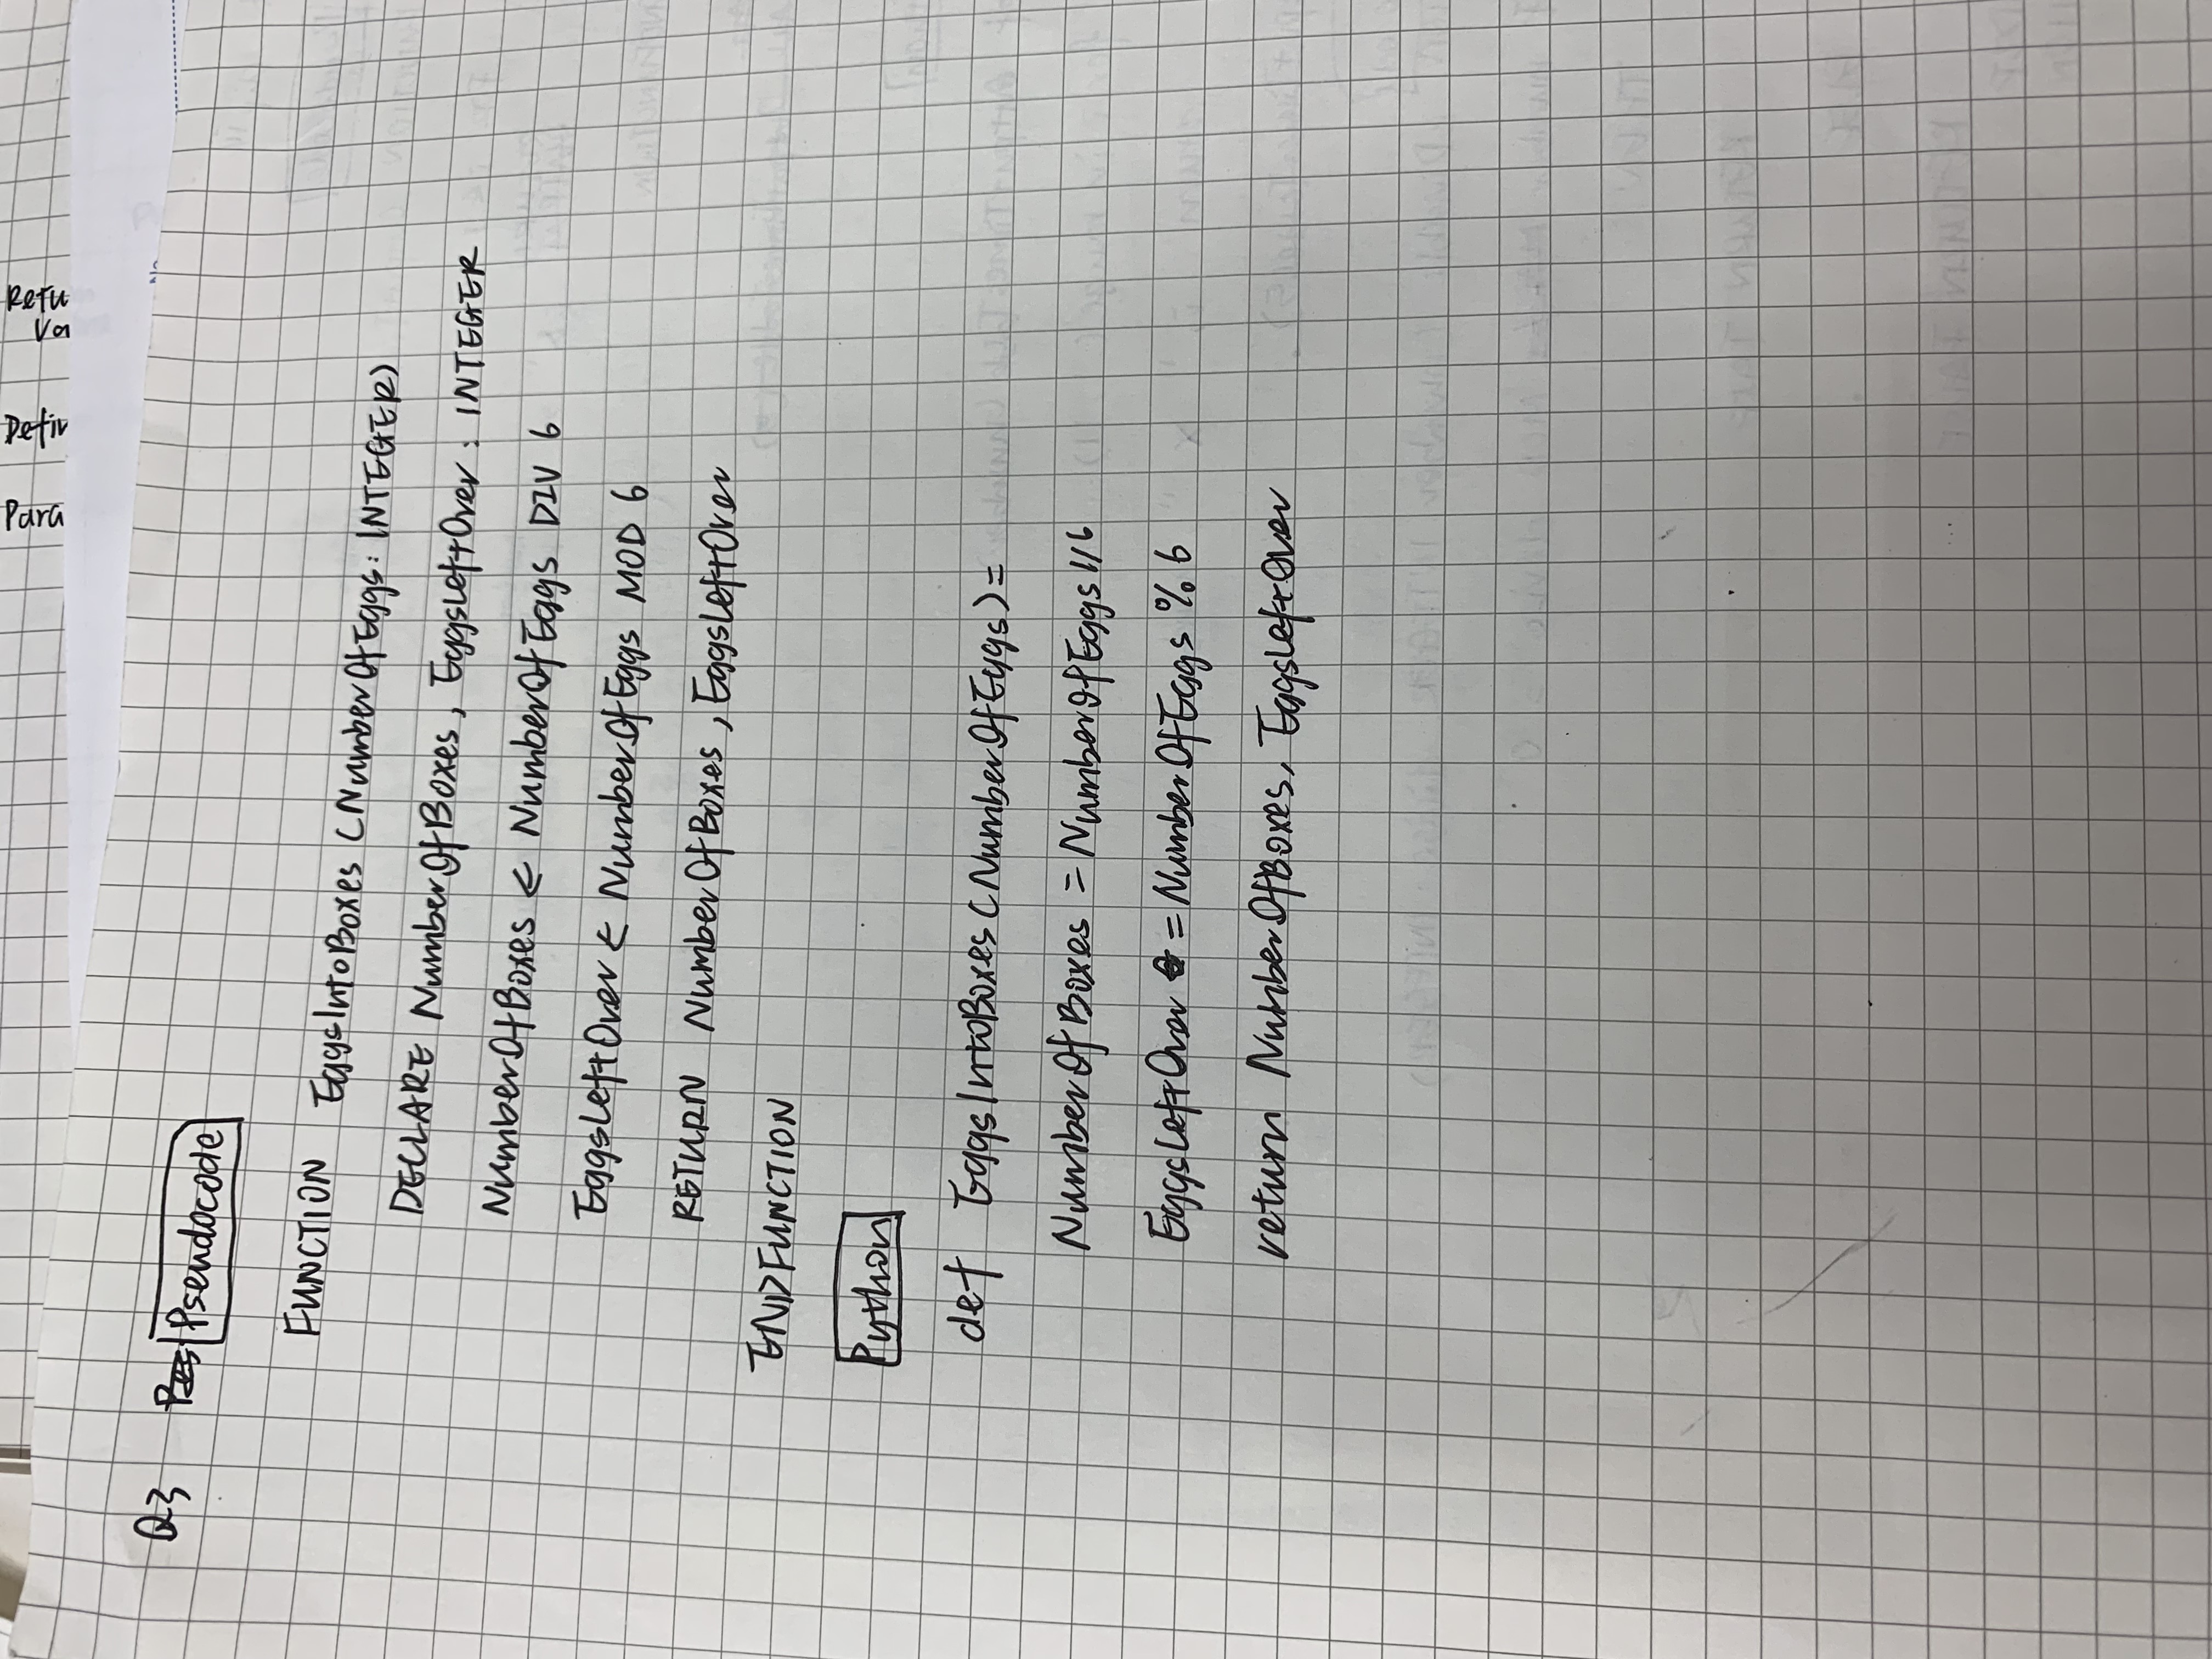 Para
Retu
Va
Q3 Pseudocode
FUNCTION EggsIntoBoxes (NumberOfEggs: INTEGER)
DECLARE NumberOfBoxes, EggsLeftOver : INTEGER
NumberOfBoxes ← NumberOfEggs DIV 6
EggsLeftOver ← NumberOfEggs MOD 6
RETURN NumberOfBoxes, EggsLeftOver
ENDFUNCTION
Python
def EggsIntoBoxes (NumberOfEggs) =
NumberOfBoxes = NumberOfEggs // 6
EggsLeftOver = NumberOfEggs % 6
return NumberOfBoxes, EggsLeftOver